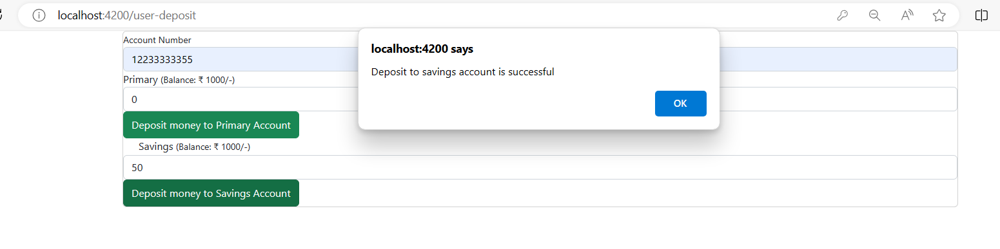 localhost:4200/user-deposit
Account Number
localhost:4200 says
12233333355
Deposit to savings account is successful
Primary (Balance: ₹ 1000/-)
0
OK
Deposit money to Primary Account
Savings (Balance: ₹ 1000/-)
50
Deposit money to Savings Account